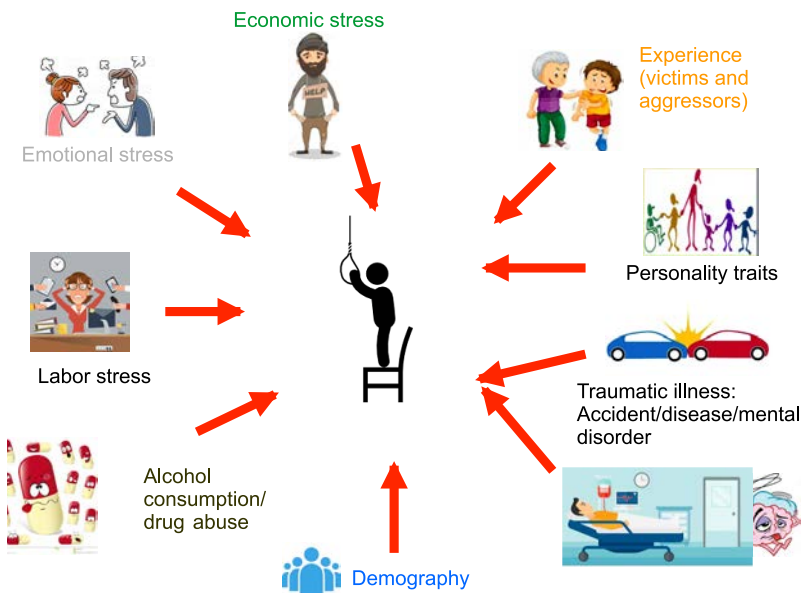 Economic stress
Experience
(victims and
aggressors)
Emotional stress
HELP
Personality traits
Labor stress
Traumatic illness:
Accident/disease/mental
disorder
Alcohol
consumption/
drug abuse
Demography